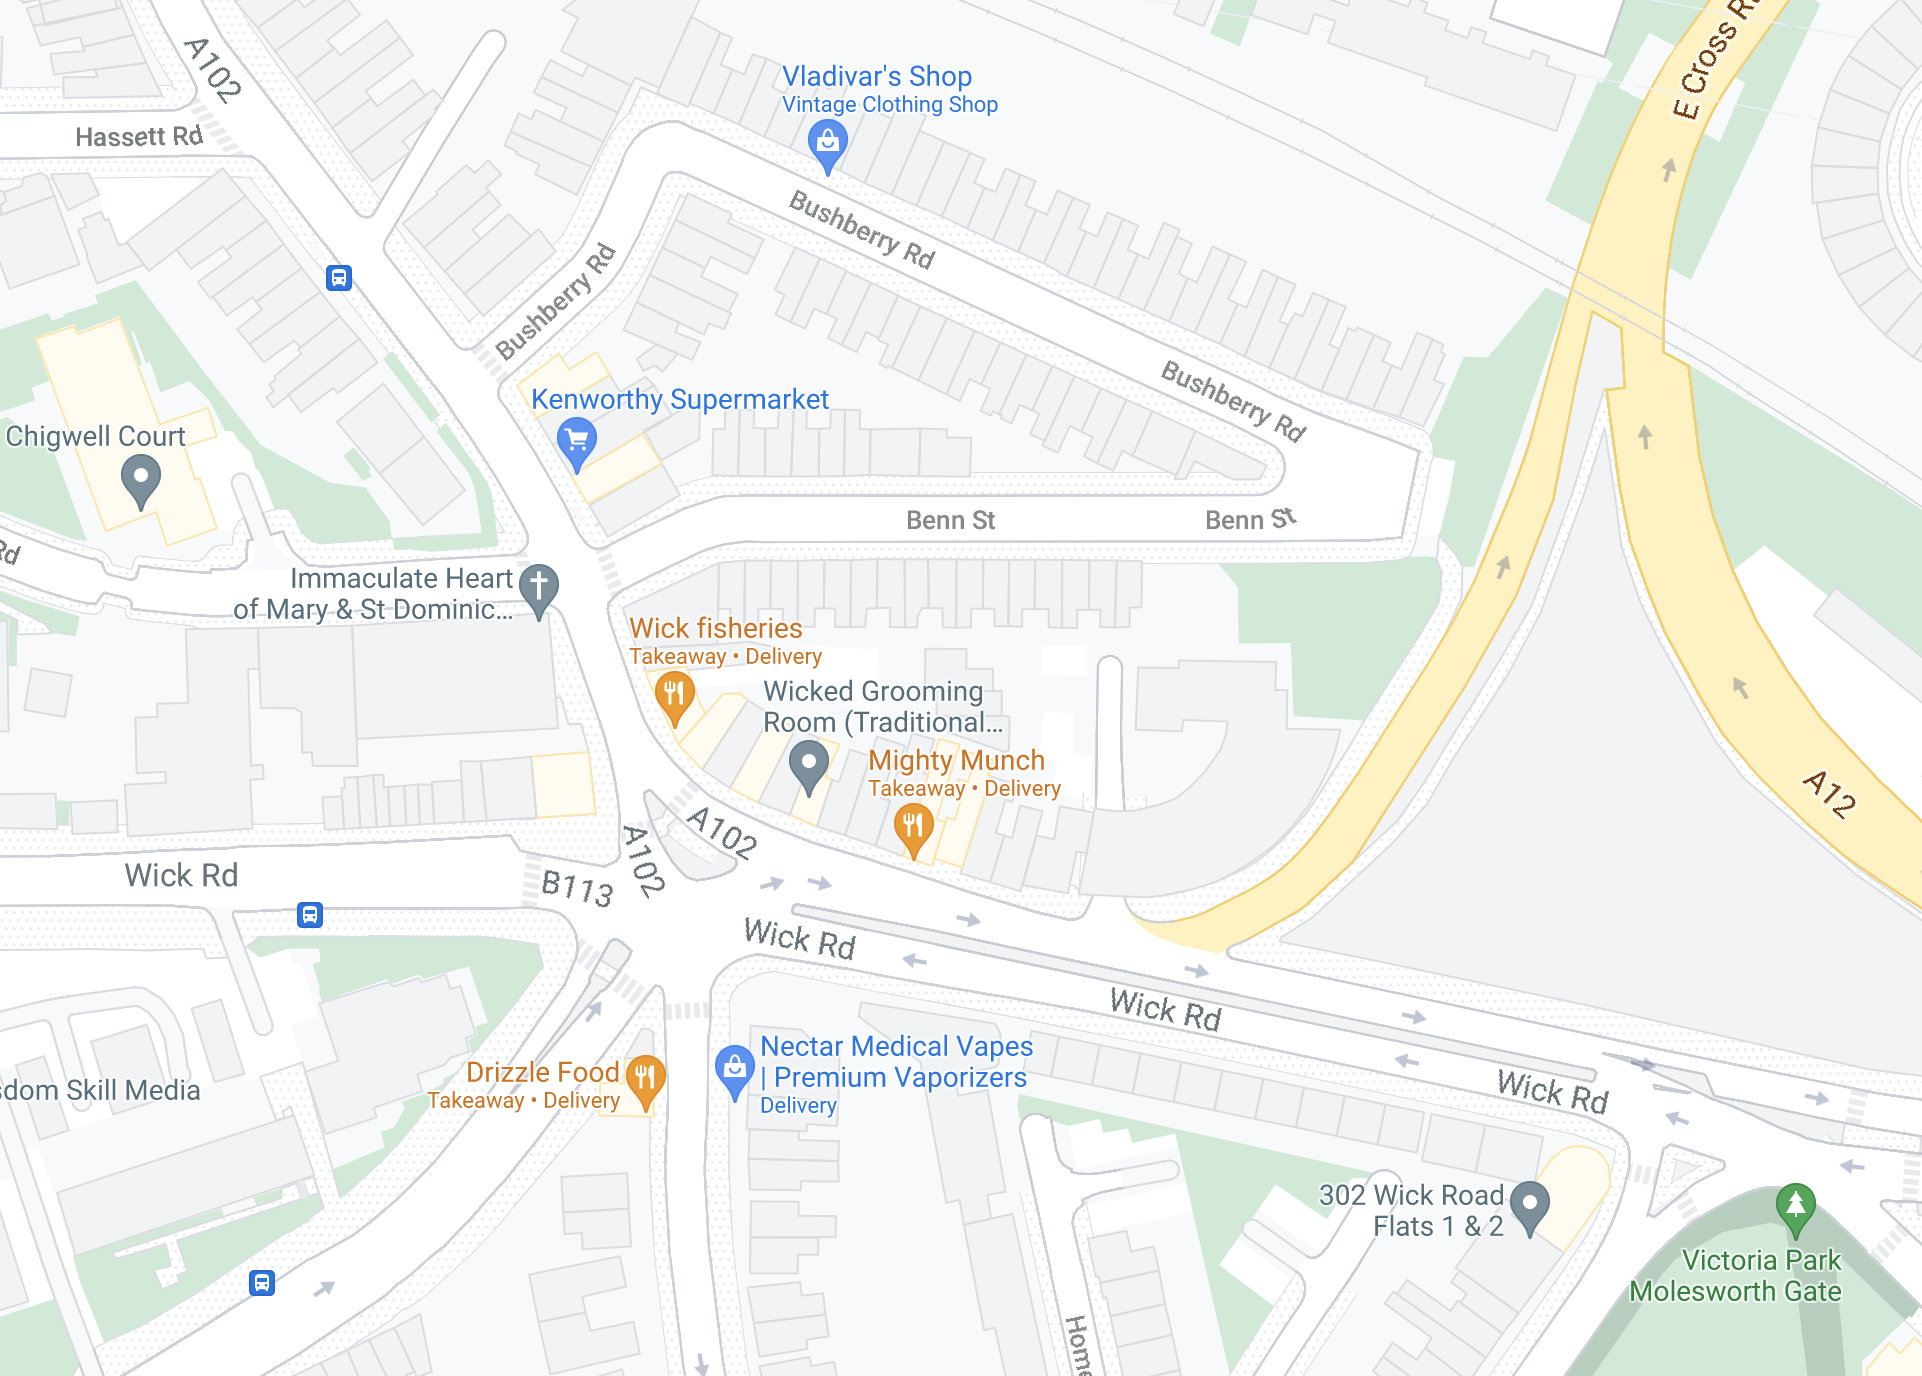 A102
E Cross R
Vladivar's Shop
Vintage Clothing Shop
Hassett Rd
Bushberry Rd
Bushberry Rd
Kenworthy Supermarket
Bushberry Rd
Chigwell Court
Benn St
Benn St
Rd
Immaculate Heart
of Mary & St Dominic...
Wick fisheries
Takeaway • Delivery
Wicked Grooming
Room (Traditional...
Mighty Munch
Takeaway • Delivery
A12
A102
A102
Wick Rd
B113
Wick Rd
Wick Rd
Nectar Medical Vapes
| Premium Vaporizers
Delivery
Drizzle Food
Takeaway • Delivery
sdom Skill Media
Wick Rd
302 Wick Road
Flats 1 & 2
Victoria Park
Molesworth Gate
Home